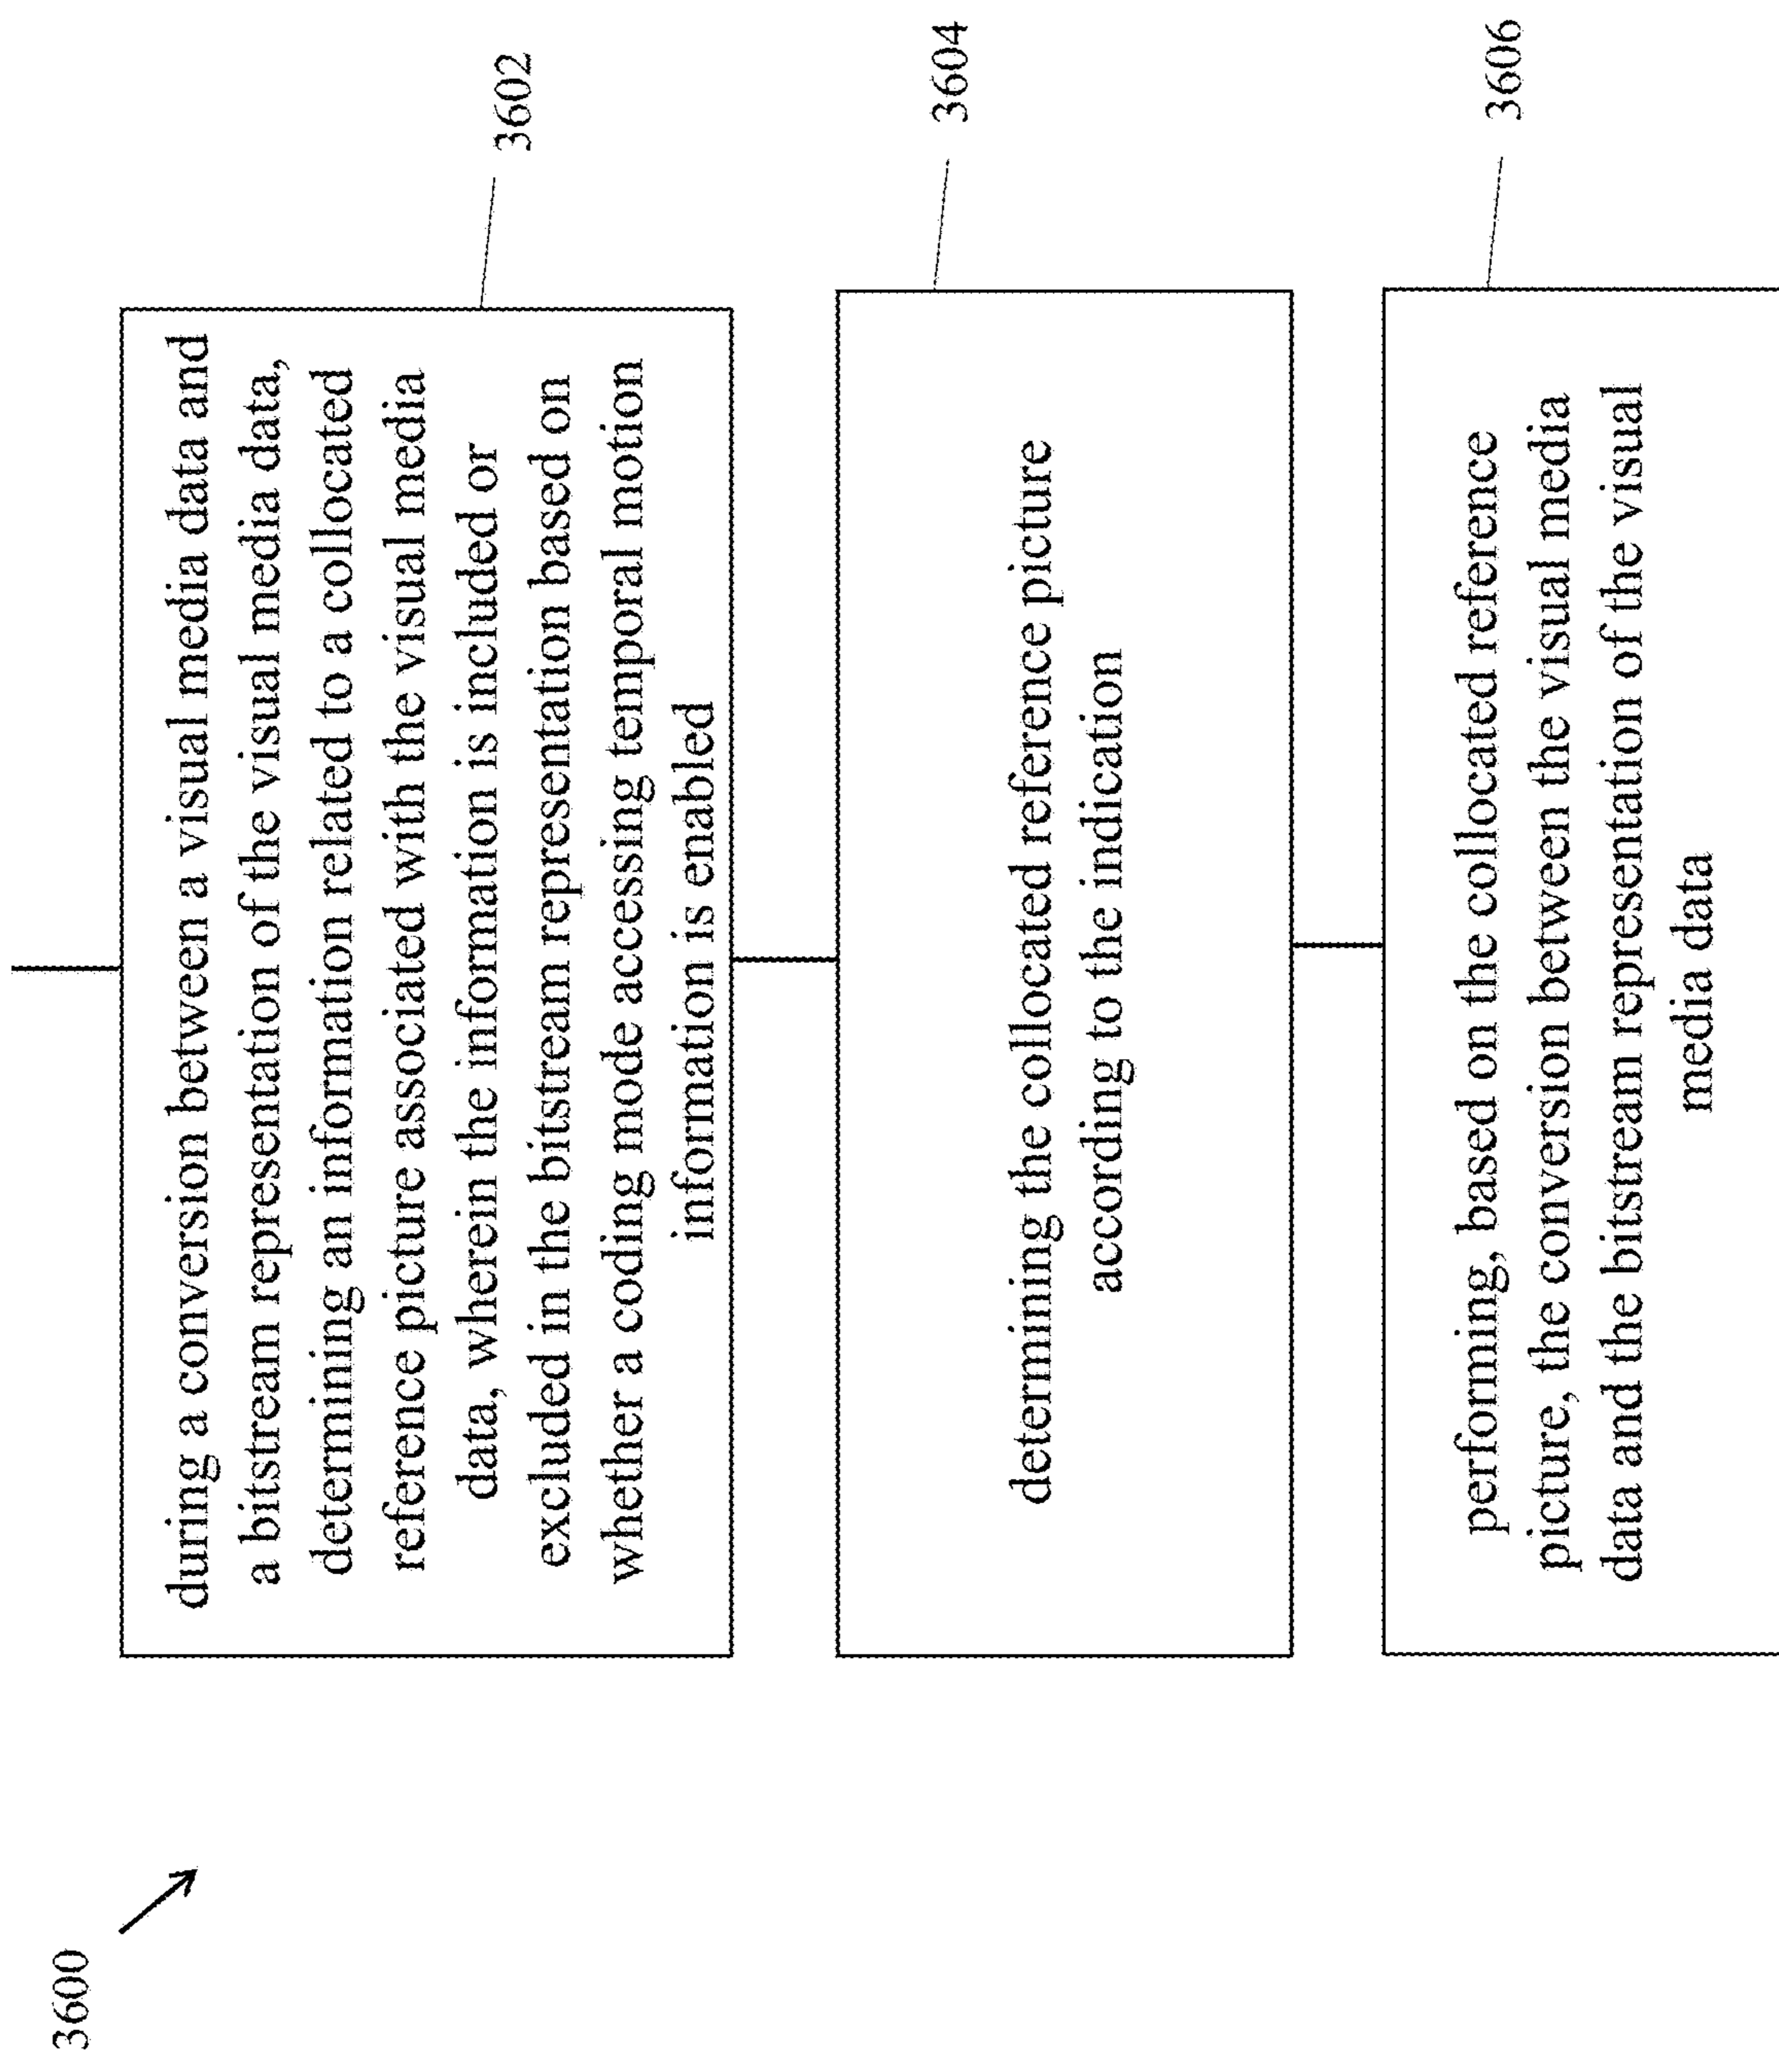 3600
during a conversion between a visual media data and
a bitstream representation of the visual media data,
determining an information related to a collocated
reference picture associated with the visual media
data, wherein the information is included or
excluded in the bitstream representation based on
whether a coding mode accessing temporal motion
information is enabled
3602
determining the collocated reference picture
according to the indication
3604
performing, based on the collocated reference
picture, the conversion between the visual media
data and the bitstream representation of the visual
media data
3606